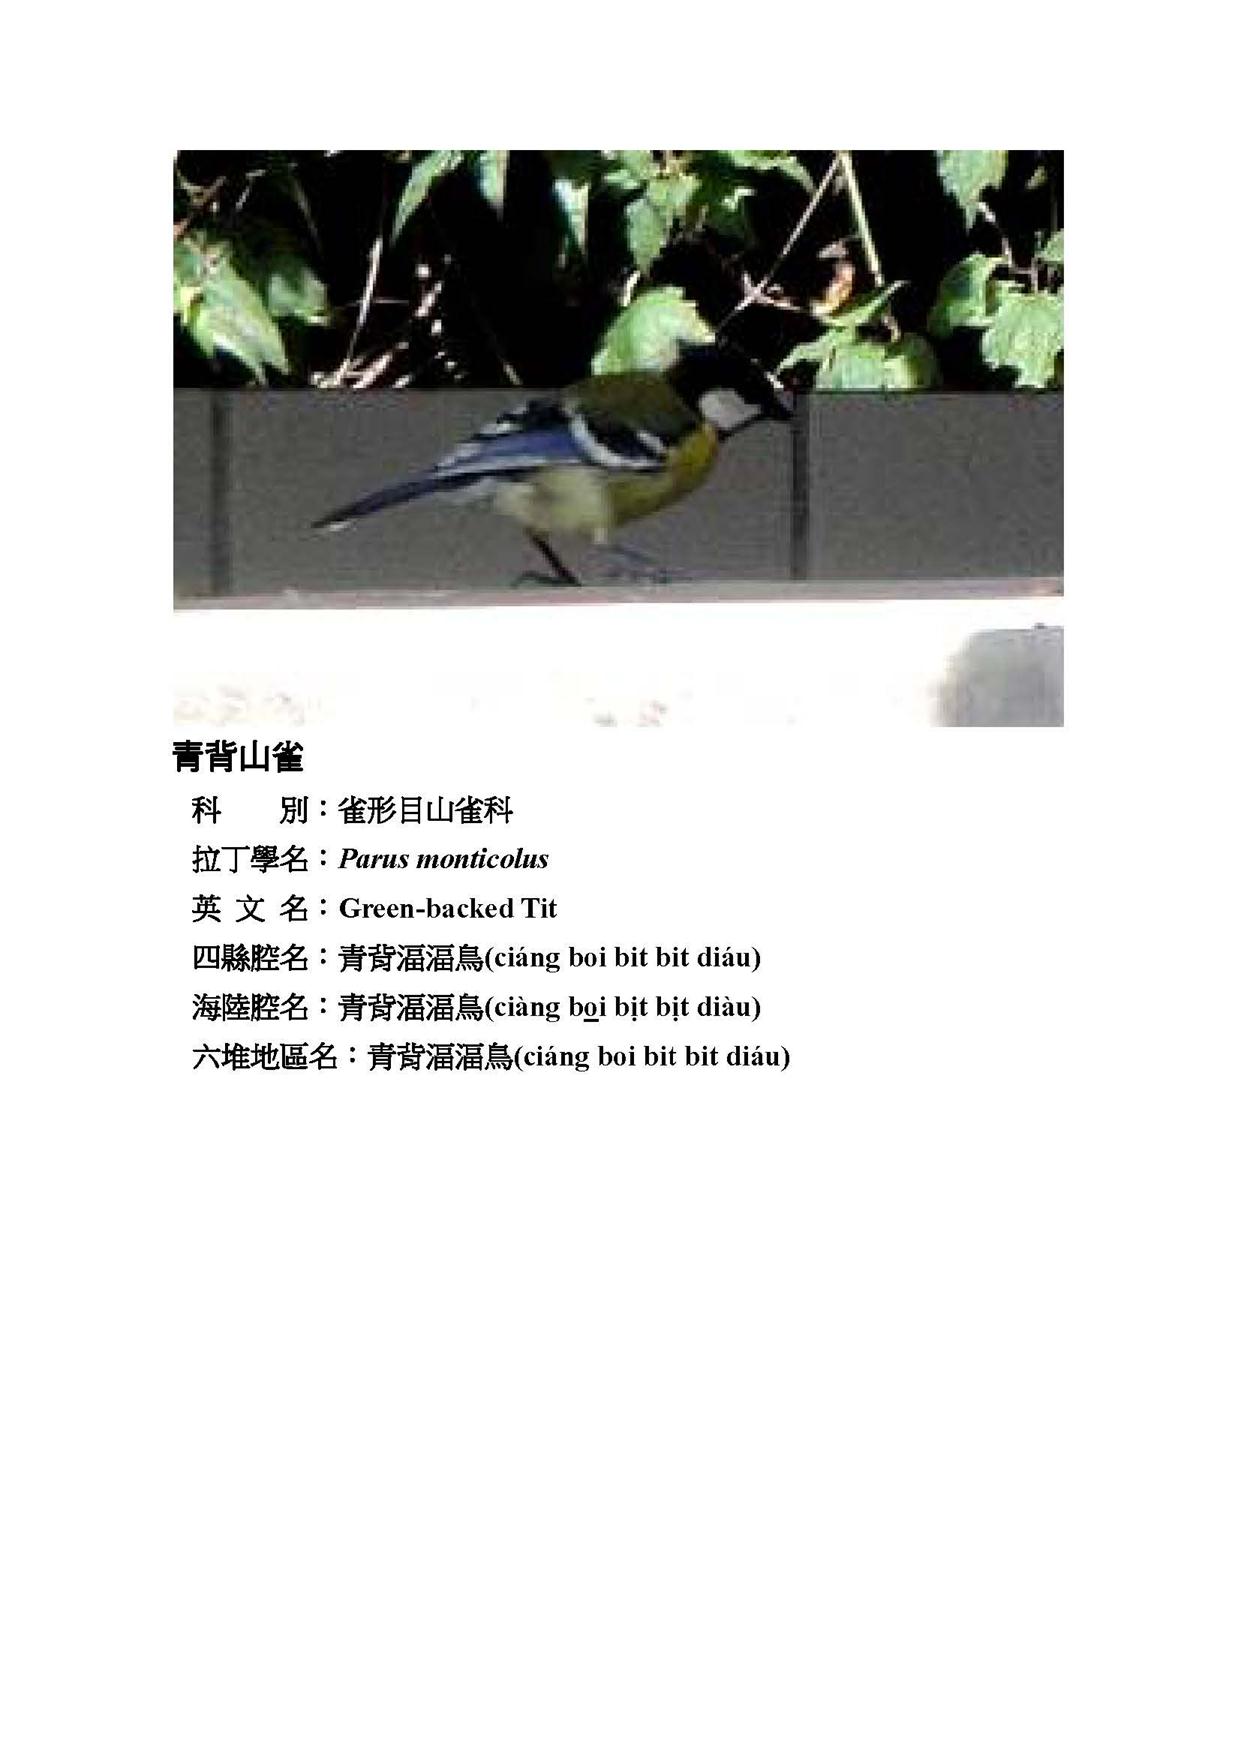 青背山雀
科　　別：雀形目山雀科
拉丁學名：Parus monticolus
英 文 名：Green-backed Tit
四縣腔名：青背湢湢鳥(ciáng boi bit bit diáu)
海陸腔名：青背湢湢鳥(ciàng bo̲i bịt bịt diàu)
六堆地區名：青背湢湢鳥(ciáng boi bit bit diáu)